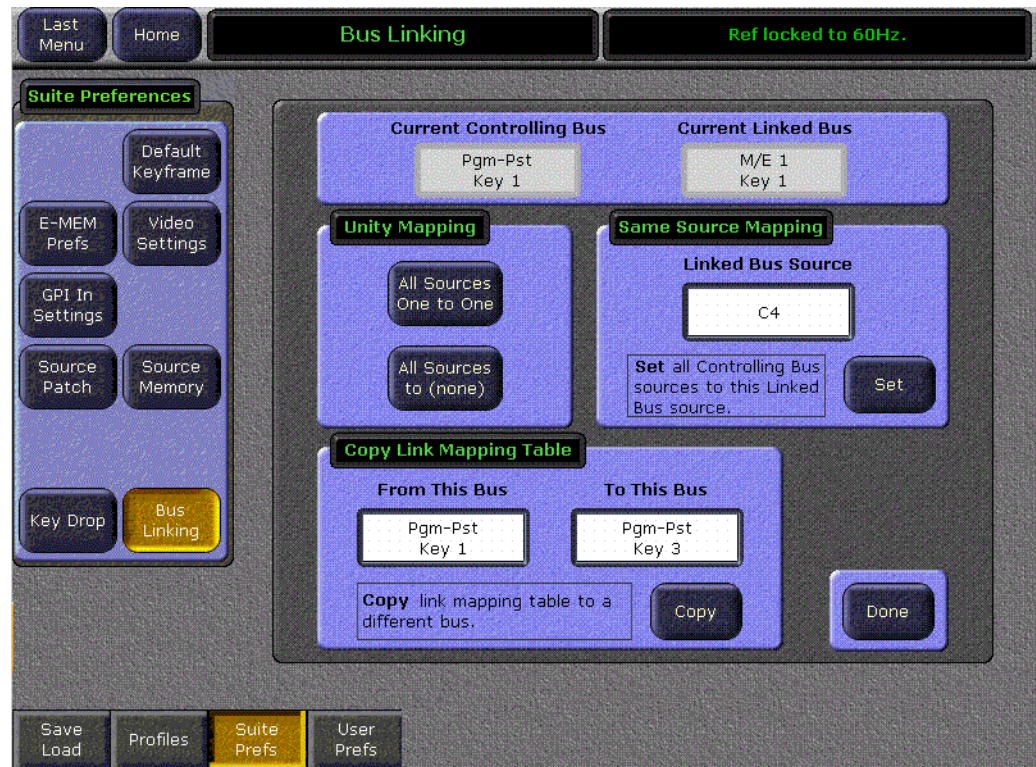 Last
Menu
Home
Bus Linking
Ref locked to 60Hz.
Suite Preferences
Default
Keyframe
E-MEM
Prefs
Video
Settings
GPI In
Settings
Source
Patch
Source
Memory
Key Drop
Bus
Linking
Current Controlling Bus
Pgm-Pst
Key 1
Current Linked Bus
M/E 1
Key 1
Unity Mapping
All Sources
One to One
All Sources
to (none)
Same Source Mapping
Linked Bus Source
C4
Set all Controlling Bus
sources to this Linked
Bus source.
Set
Copy Link Mapping Table
From This Bus
Pgm-Pst
Key 1
To This Bus
Pgm-Pst
Key 3
Copy link mapping table to a
different bus.
Copy
Done
Save
Load
Profiles
Suite
Prefs
User
Prefs